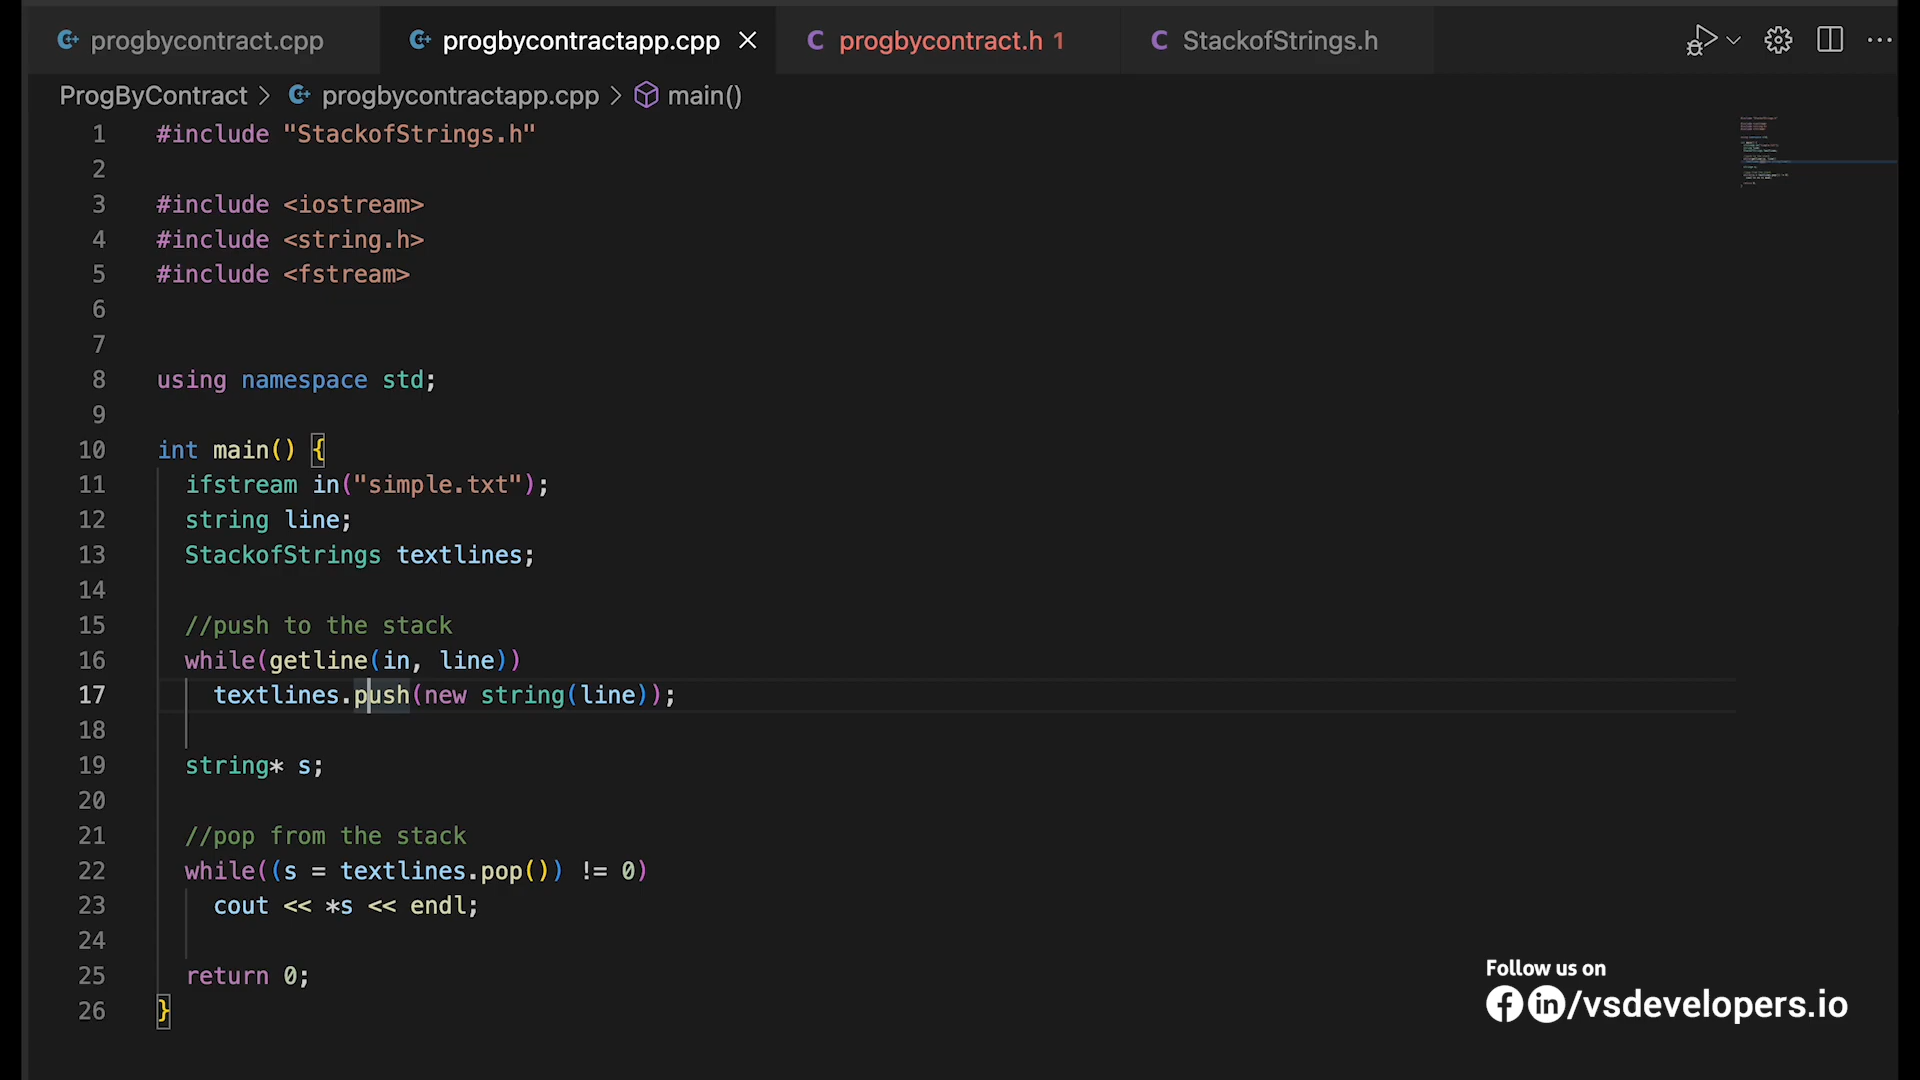 progbycontract.cpp progbycontractapp.cpp progbycontract.h 1 StackofStrings.h
ProgByContract > progbycontractapp.cpp > main()
1 #include "StackofStrings.h"
2
3 #include <iostream>
4 #include <string.h>
5 #include <fstream>
6
7
8 using namespace std;
9
10 int main() {
11 ifstream in("simple.txt");
12 string line;
13 StackofStrings textlines;
14
15 //push to the stack
16 while(getline(in, line))
17 textlines.push(new string(line));
18
19 string* s;
20
21 //pop from the stack
22 while((s = textlines.pop()) != 0)
23 cout << *s << endl;
24
25 return 0;
26 }
Follow us on
/vsdevelopers.io